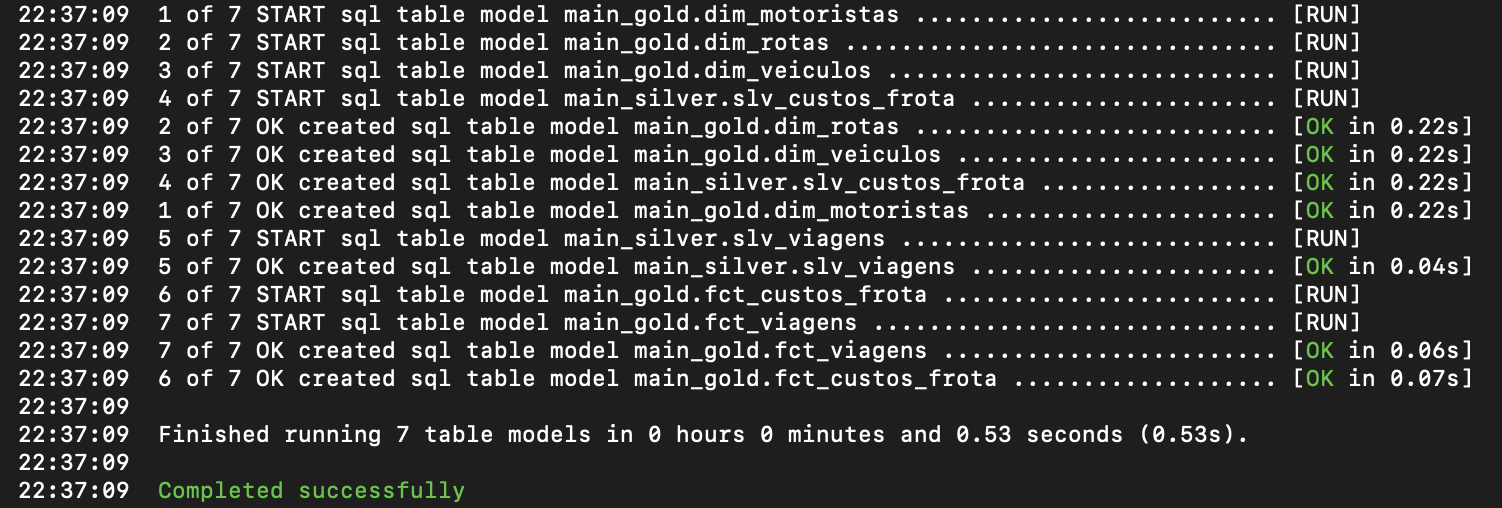 22:37:09  1 of 7 START sql table model main_gold.dim_motoristas .......................... [RUN]
22:37:09  2 of 7 START sql table model main_gold.dim_rotas ............................... [RUN]
22:37:09  3 of 7 START sql table model main_gold.dim_veiculos ............................ [RUN]
22:37:09  4 of 7 START sql table model main_silver.slv_custos_frota ...................... [RUN]
22:37:09  2 of 7 OK created sql table model main_gold.dim_rotas .......................... [OK in 0.22s]
22:37:09  3 of 7 OK created sql table model main_gold.dim_veiculos ....................... [OK in 0.22s]
22:37:09  4 of 7 OK created sql table model main_silver.slv_custos_frota ................. [OK in 0.22s]
22:37:09  1 of 7 OK created sql table model main_gold.dim_motoristas ..................... [OK in 0.22s]
22:37:09  5 of 7 START sql table model main_silver.slv_viagens ........................... [RUN]
22:37:09  5 of 7 OK created sql table model main_silver.slv_viagens ...................... [OK in 0.04s]
22:37:09  6 of 7 START sql table model main_gold.fct_custos_frota ........................ [RUN]
22:37:09  7 of 7 START sql table model main_gold.fct_viagens ............................. [RUN]
22:37:09  7 of 7 OK created sql table model main_gold.fct_viagens ........................ [OK in 0.06s]
22:37:09  6 of 7 OK created sql table model main_gold.fct_custos_frota ................... [OK in 0.07s]
22:37:09
22:37:09  Finished running 7 table models in 0 hours 0 minutes and 0.53 seconds (0.53s).
22:37:09
22:37:09  Completed successfully